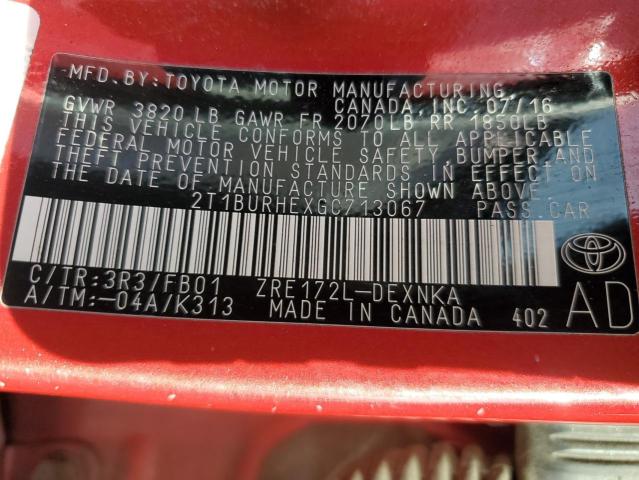 MFD. BY: TOYOTA MOTOR MANUFACTURING
CANADA, INC. 07/16
GVWR 3820 LB GAWR FR 2070LB RR 1850LB
THIS VEHICLE CONFORMS TO ALL APPLICABLE
FEDERAL MOTOR VEHICLE SAFETY, BUMPER, AND
THEFT PREVENTION STANDARDS IN EFFECT ON
THE DATE OF MANUFACTURE SHOWN ABOVE.
2T1BURHEXGC713067 PASS.CAR
C/TR:3R3/FB01 ZRE172L-DEXNKA
A/TM:-04A/K313 MADE IN CANADA 402 AD